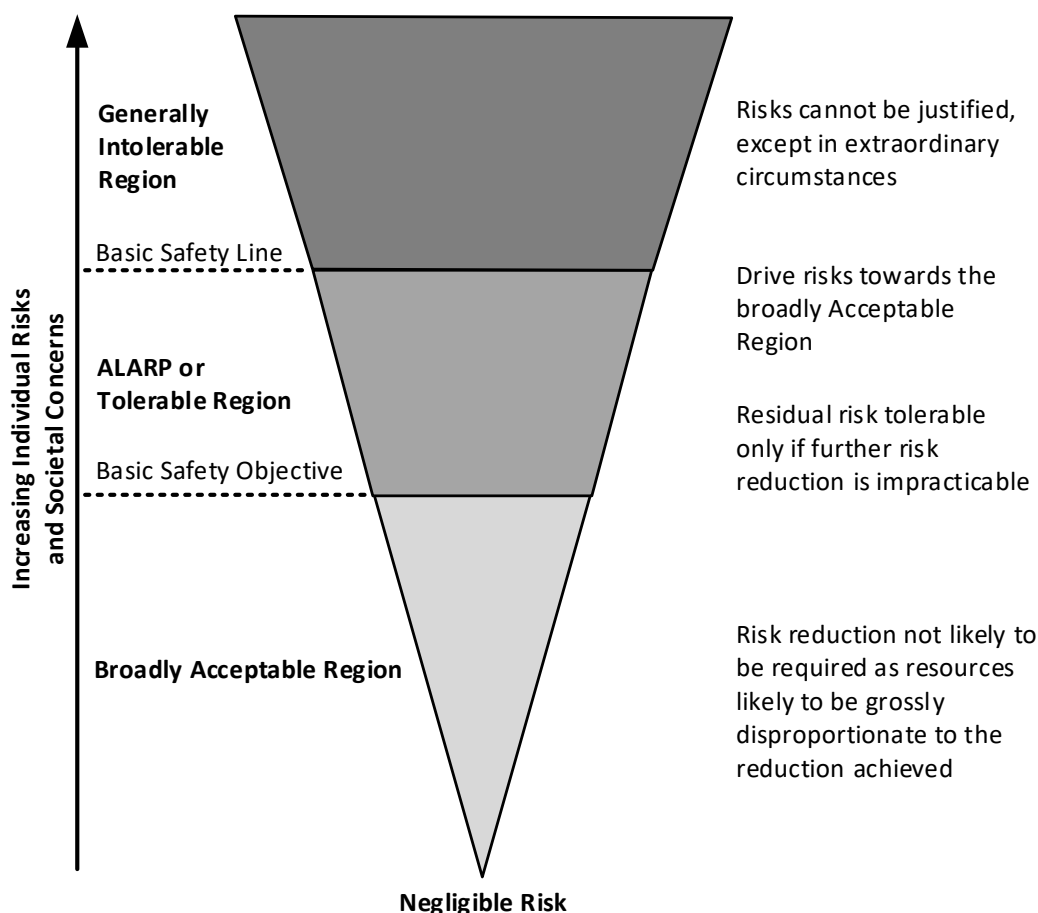 Increasing Individual Risks
and Societal Concerns
Generally
Intolerable
Region
Basic Safety Line
ALARP or
Tolerable Region
Basic Safety Objective
Broadly Acceptable Region
Negligible Risk
Risks cannot be justified,
except in extraordinary
circumstances
Drive risks towards the
broadly Acceptable
Region
Residual risk tolerable
only if further risk
reduction is impracticable
Risk reduction not likely to
be required as resources
likely to be grossly
disproportionate to the
reduction achieved